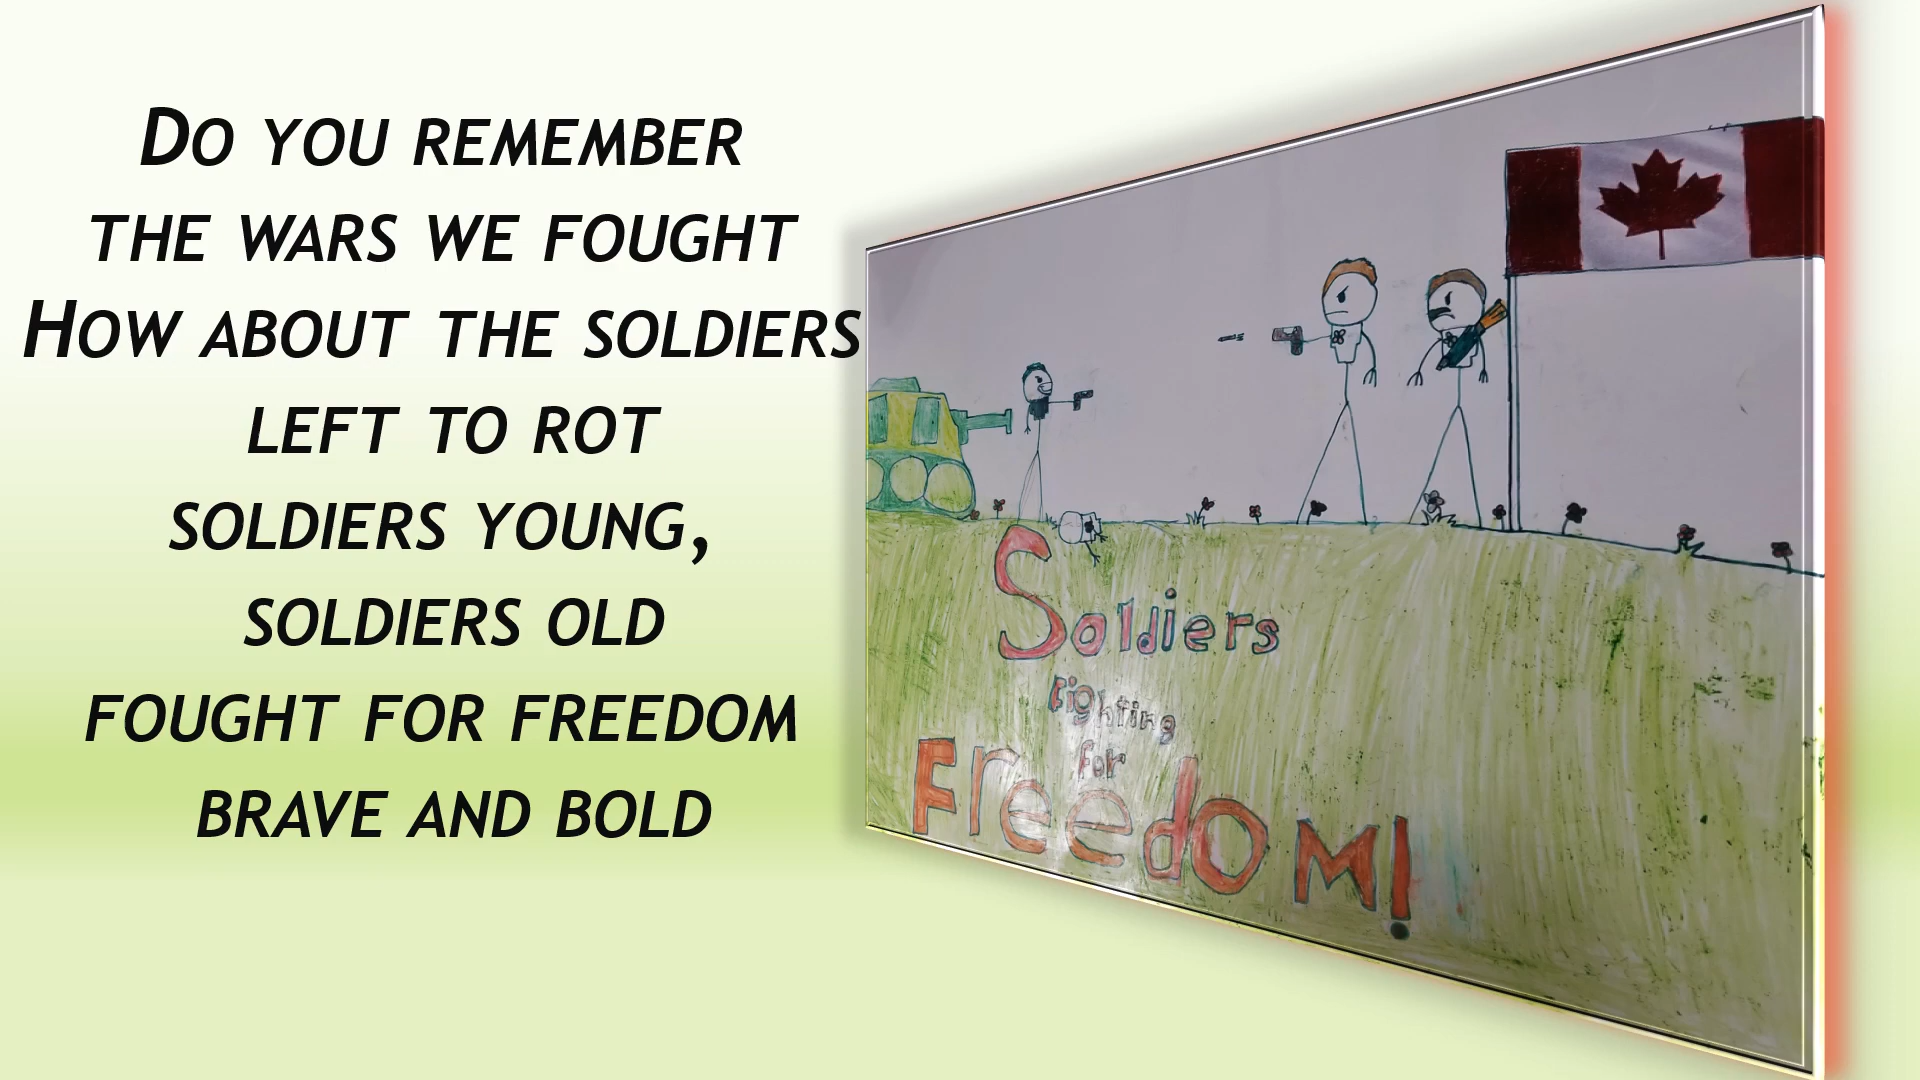 Do you remember
the wars we fought
How about the soldiers
left to rot
soldiers young,
soldiers old
fought for freedom
brave and bold
Soldiers
Fighting
for
Freedom!